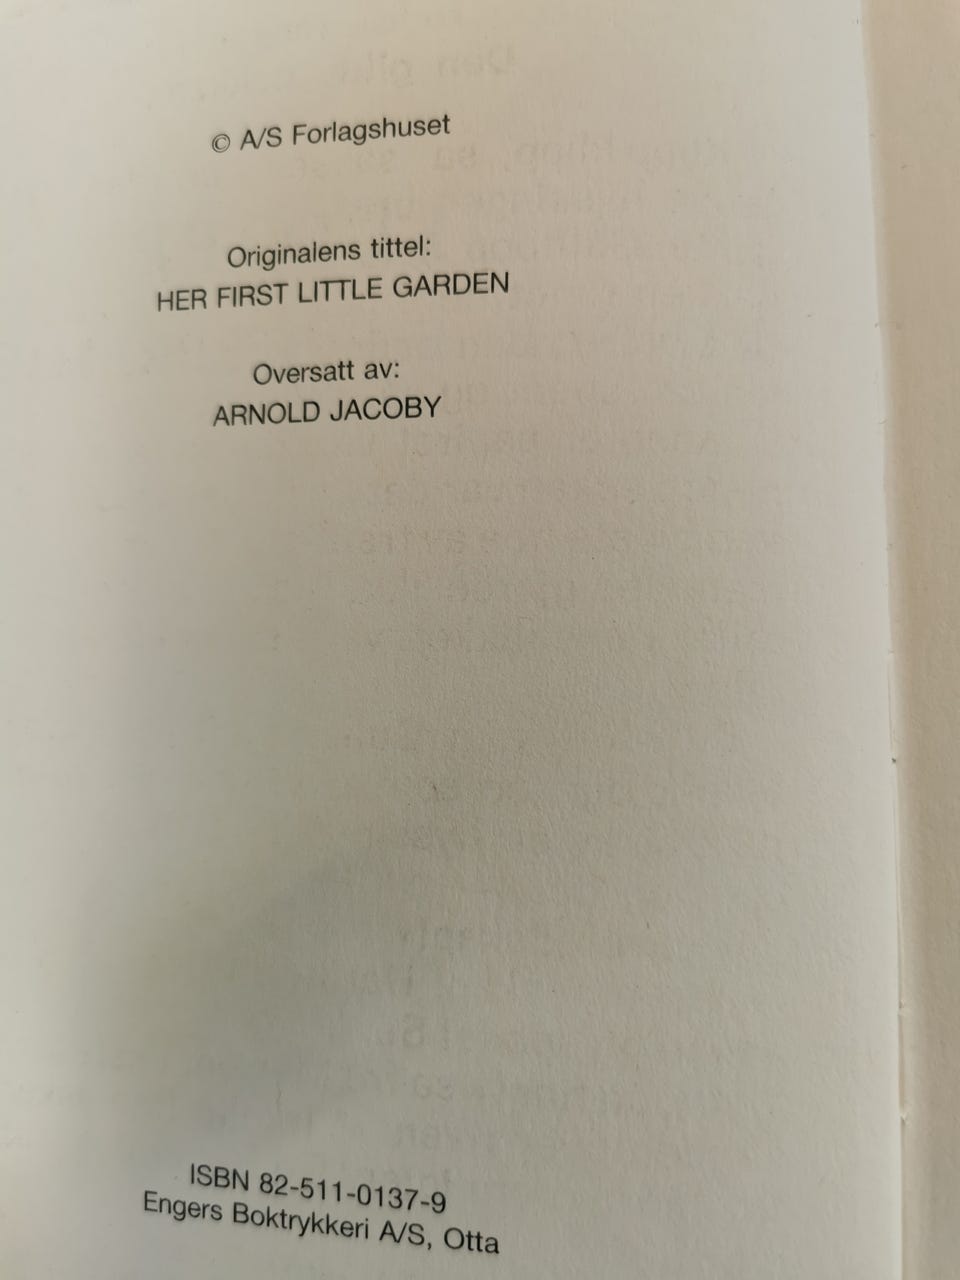 © A/S Forlagshuset
Originalens tittel:
HER FIRST LITTLE GARDEN
Oversatt av:
ARNOLD JACOBY
ISBN 82-511-0137-9
Engers Boktrykkeri A/S, Otta